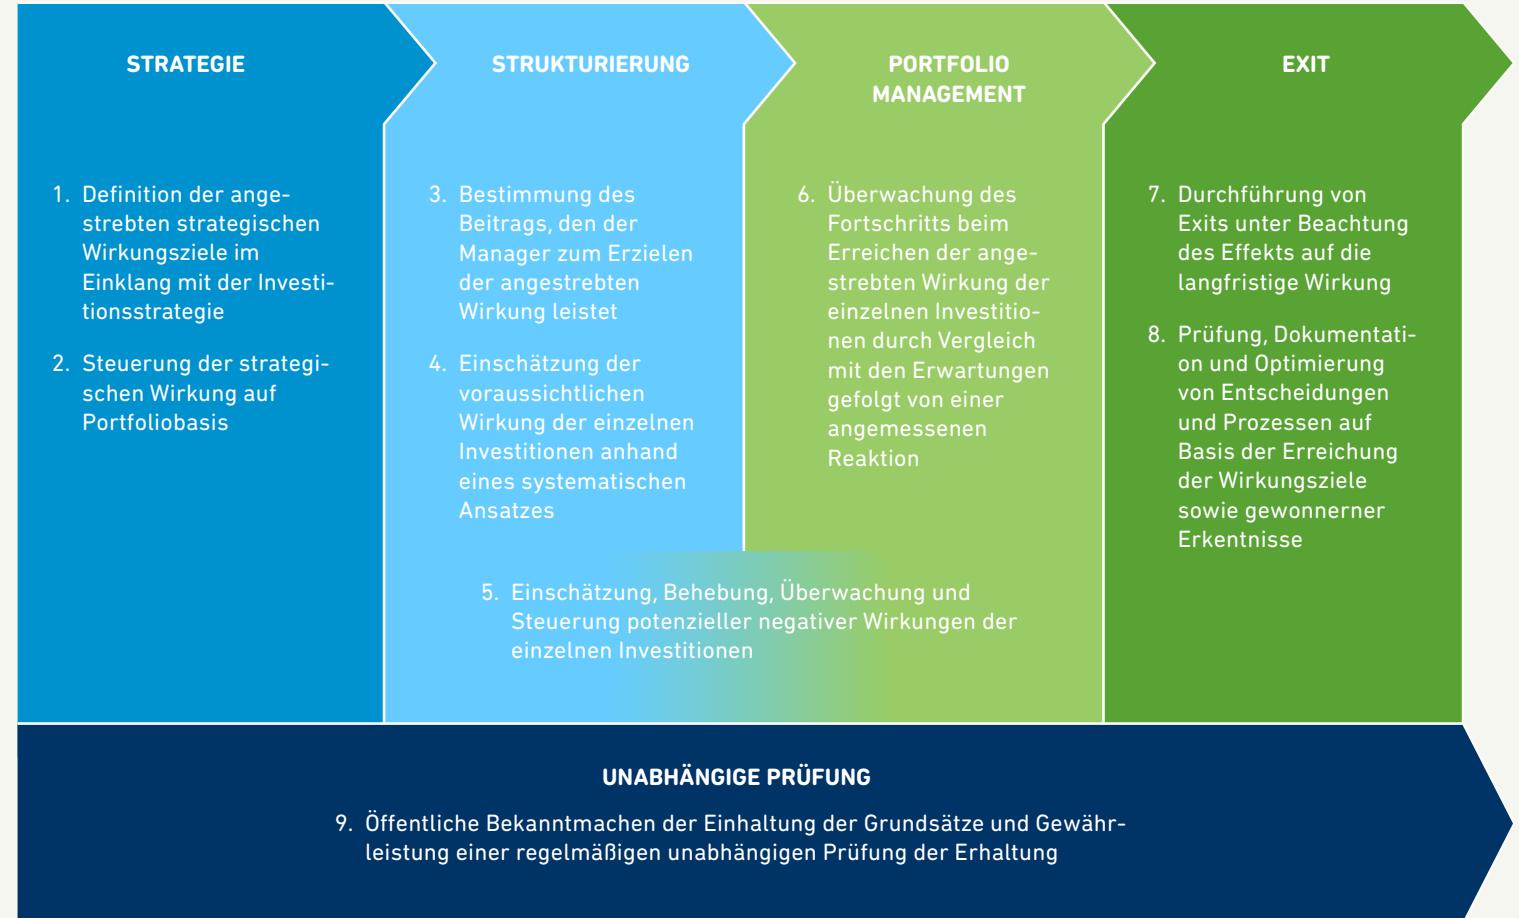 STRATEGIE
1. Definition der ange-
strebten strategischen
Wirkungsziele im
Einklang mit der Investi-
tionsstrategie
2. Steuerung der strategi-
schen Wirkung auf
Portfoliobasis
STRUKTURIERUNG
3. Bestimmung des
Beitrags, den der
Manager zum Erzielen
der angestrebten
Wirkung leistet
4. Einschätzung der
voraussichtlichen
Wirkung der einzelnen
Investitionen anhand
eines systematischen
Ansatzes
PORTFOLIO
MANAGEMENT
6. Überwachung des
Fortschritts beim
Erreichen der ange-
strebten Wirkung der
einzelnen Investitio-
nen durch Vergleich
mit den Erwartungen
gefolgt von einer
angemessenen
Reaktion
5. Einschätzung, Behebung, Überwachung und
Steuerung potenzieller negativer Wirkungen der
einzelnen Investitionen
EXIT
7. Durchführung von
Exits unter Beachtung
des Effekts auf die
langfristige Wirkung
8. Prüfung, Dokumentati-
on und Optimierung
von Entscheidungen
und Prozessen auf
Basis der Erreichung
der Wirkungsziele
sowie gewonnerner
Erkentnisse
UNABHÄNGIGE PRÜFUNG
9. Öffentliche Bekanntmachen der Einhaltung der Grundsätze und Gewähr-
leistung einer regelmäßigen unabhängigen Prüfung der Erhaltung